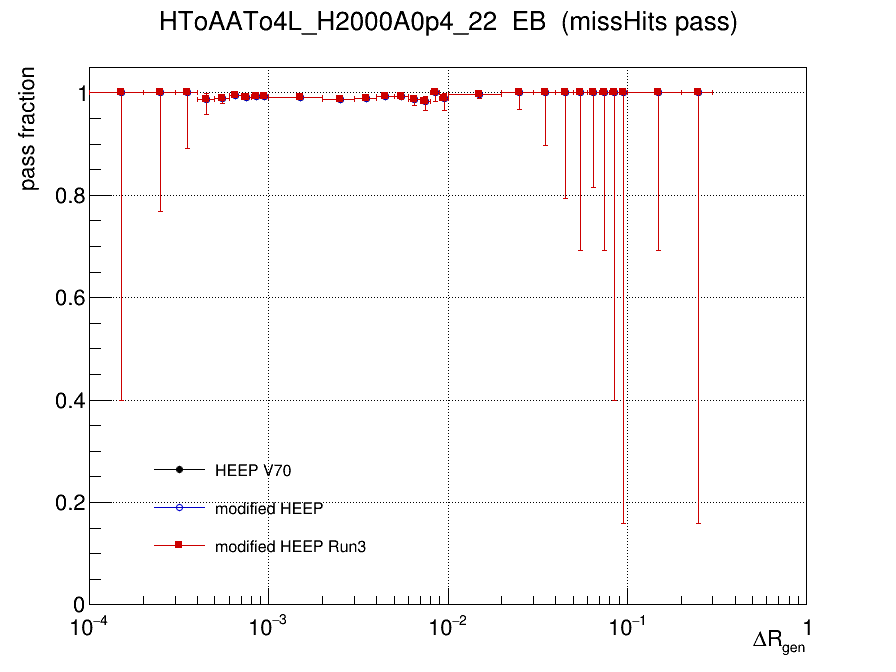 HToAATo4L_H2000A0p4_22 EB (missHits pass)
pass fraction
1
0.8
0.6
0.4
0.2
0
HEEP V70
modified HEEP
modified HEEP Run3
10⁻⁴ 10⁻³ 10⁻² 10⁻¹ 1
ΔR_gen